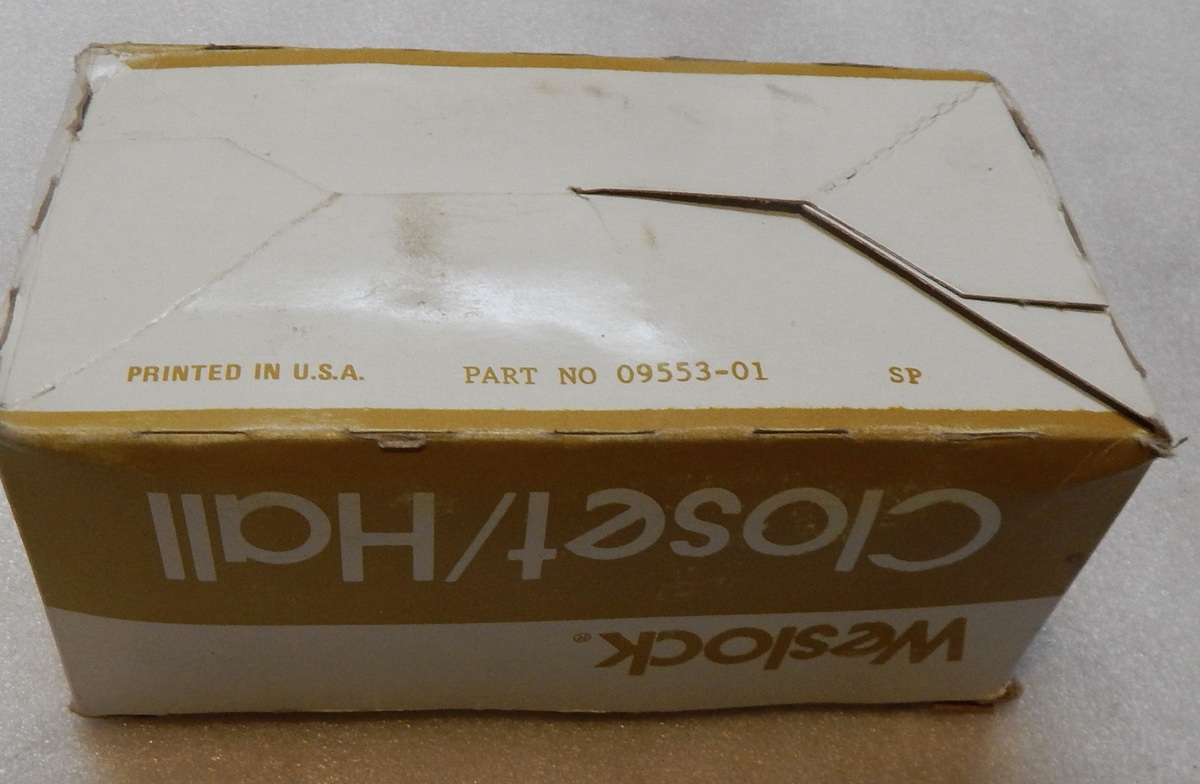 PRINTED IN U.S.A. PART NO 09553-01 SP
Weslock®
Closet/Hall